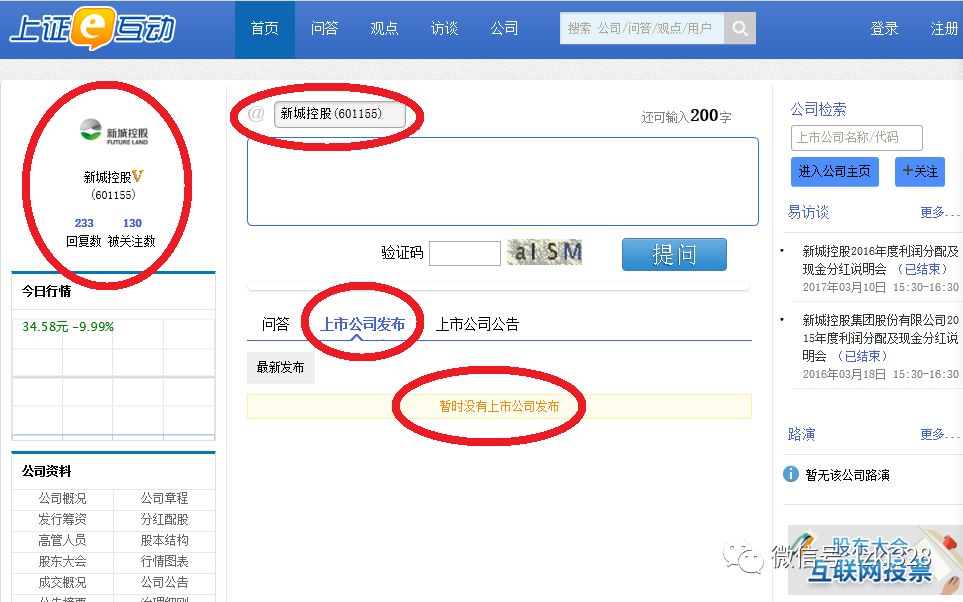 上证e互动
首页 问答 观点 访谈 公司
搜索 公司/问答/观点/用户
登录 注册
新城控股
FUTURE LAND
新城控股V
(601155)
233 130
回复数 被关注数
今日行情
34.58元 -9.99%
公司资料
公司概况 公司章程
发行筹资 分红配股
高管人员 股本结构
股东大会 行情图表
成交概况 公司公告
公告摘要 治理细则
@ 新城控股(601155)
还可输入200字
验证码
aISM
提问
问答 上市公司发布 上市公司公告
最新发布
暂时没有上市公司发布
公司检索
上市公司名称/代码
进入公司主页 +关注
易访谈 更多...
新城控股2016年度利润分配及
现金分红说明会 （已结束）
2017年03月10日 15:30-16:30
新城控股集团股份有限公司20
15年度利润分配及现金分红说
明会 （已结束）
2016年03月18日 15:30-16:30
路演 更多...
暂无该公司路演
股东大会
互联网投票